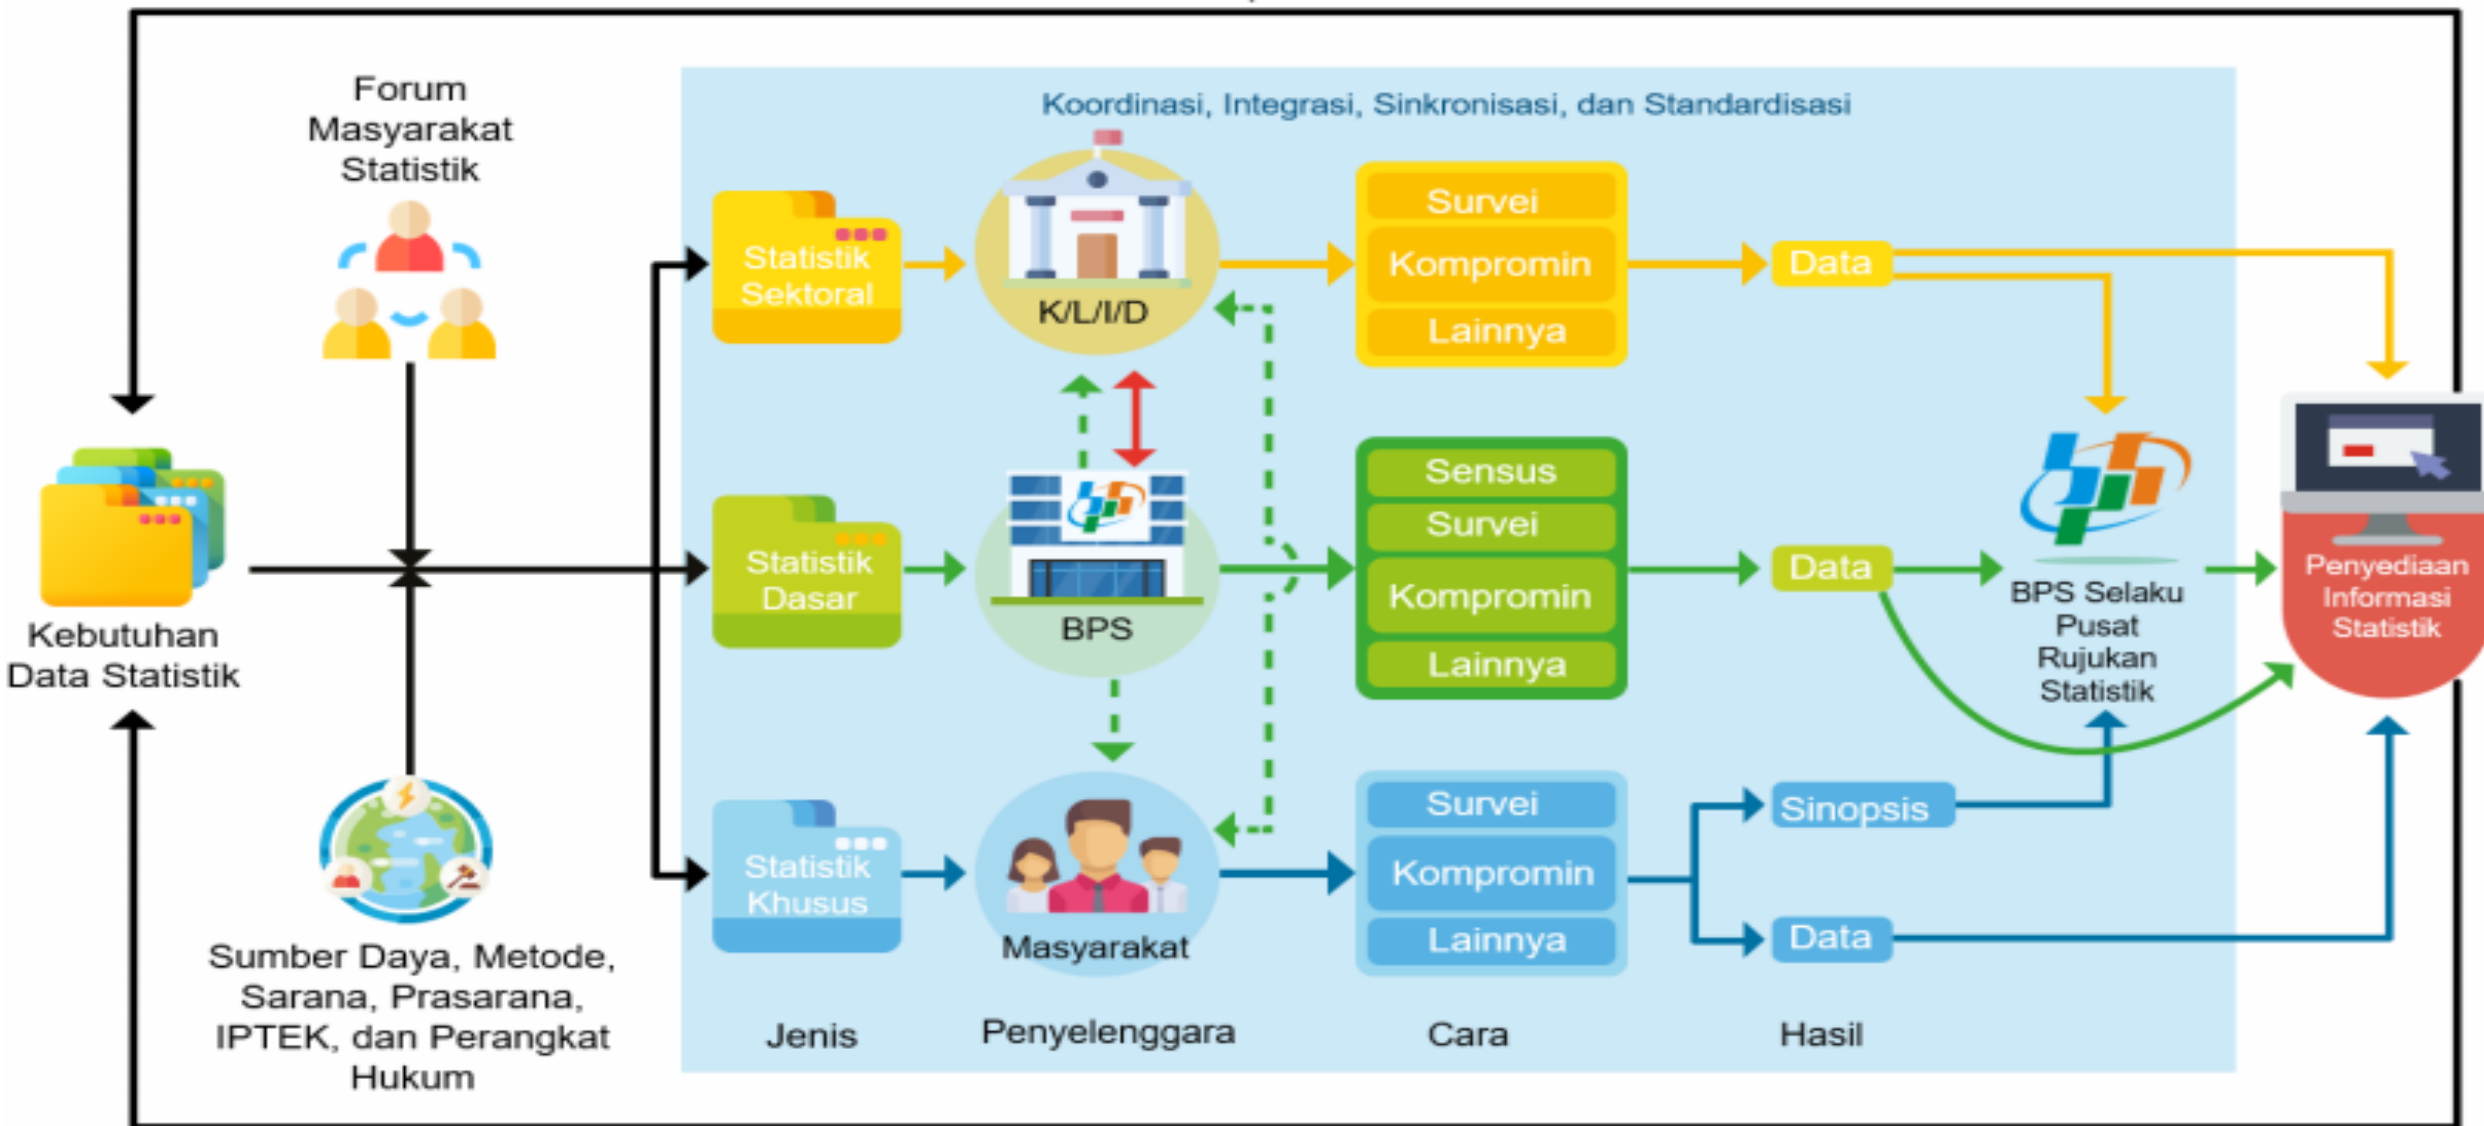 Forum
Masyarakat
Statistik
Kebutuhan
Data Statistik
Sumber Daya, Metode,
Sarana, Prasarana,
IPTEK, dan Perangkat
Hukum
Koordinasi, Integrasi, Sinkronisasi, dan Standardisasi
Statistik
Sektoral
K/L/I/D
Survei
Kompromin
Lainnya
Data
Statistik
Dasar
BPS
Sensus
Survei
Kompromin
Lainnya
Data
BPS Selaku
Pusat
Rujukan
Statistik
Penyediaan
Informasi
Statistik
Statistik
Khusus
Masyarakat
Survei
Kompromin
Lainnya
Sinopsis
Data
Jenis
Penyelenggara
Cara
Hasil